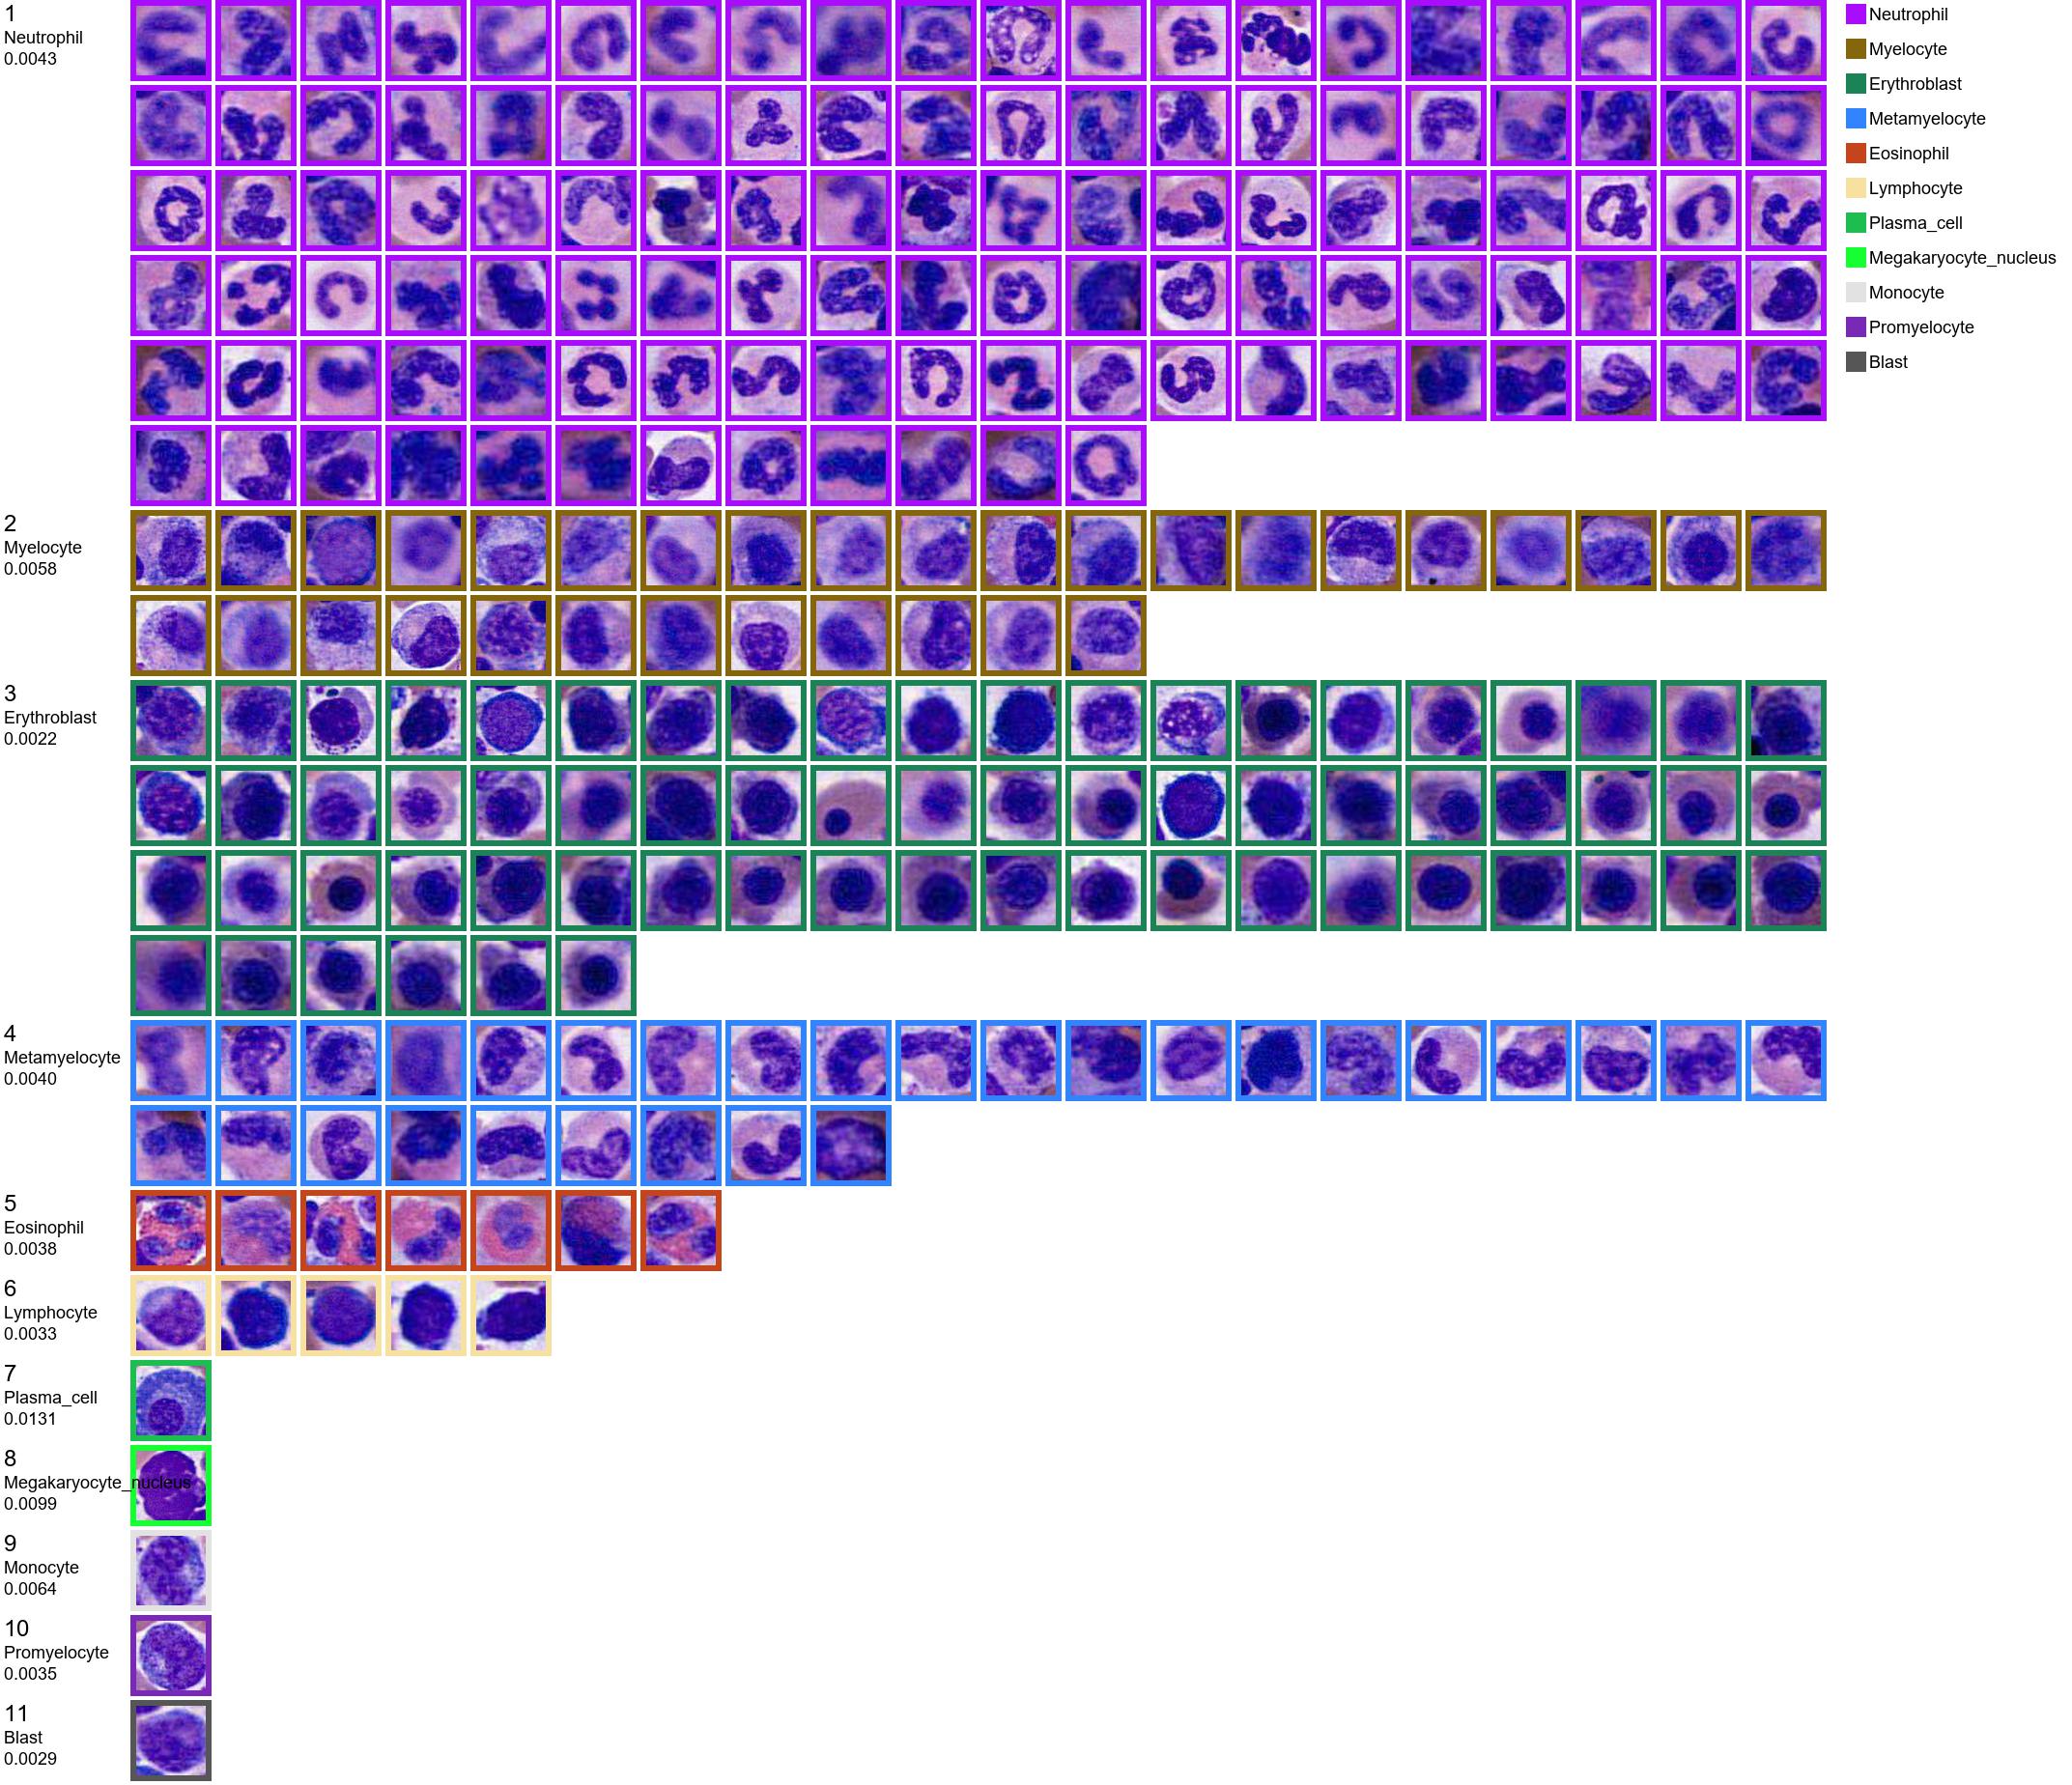 1
Neutrophil
0.0043
2
Myelocyte
0.0058
3
Erythroblast
0.0022
4
Metamyelocyte
0.0040
5
Eosinophil
0.0038
6
Lymphocyte
0.0033
7
Plasma_cell
0.0131
8
Megakaryocyte_nucleus
0.0099
9
Monocyte
0.0064
10
Promyelocyte
0.0035
11
Blast
0.0029
Neutrophil
Myelocyte
Erythroblast
Metamyelocyte
Eosinophil
Lymphocyte
Plasma_cell
Megakaryocyte_nucleus
Monocyte
Promyelocyte
Blast